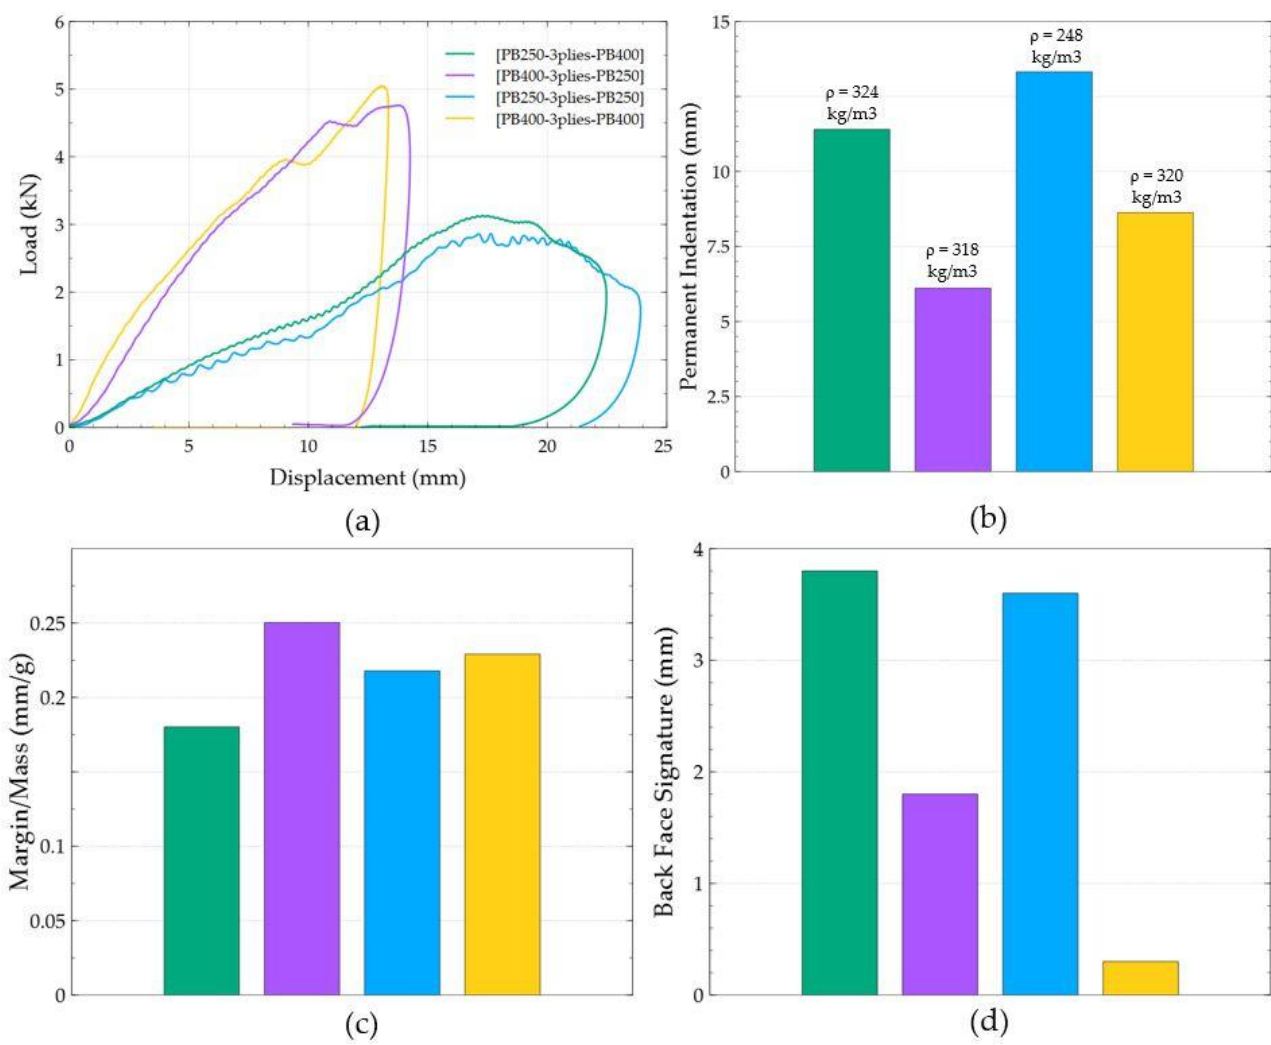 6
5
4
3
2
1
0
Load (kN)
[PB250-3plies-PB400]
[PB400-3plies-PB250]
[PB250-3plies-PB250]
[PB400-3plies-PB400]
0
5
10
15
20
25
Displacement (mm)
(a)
15
10
7.5
5
2.5
0
Permanent Indentation (mm)
ρ = 324
kg/m3
ρ = 318
kg/m3
ρ = 248
kg/m3
ρ = 320
kg/m3
(b)
0.25
0.2
0.1
0.05
0
Margin/Mass (mm/g)
(c)
4
3
2
1
0
Back Face Signature (mm)
(d)